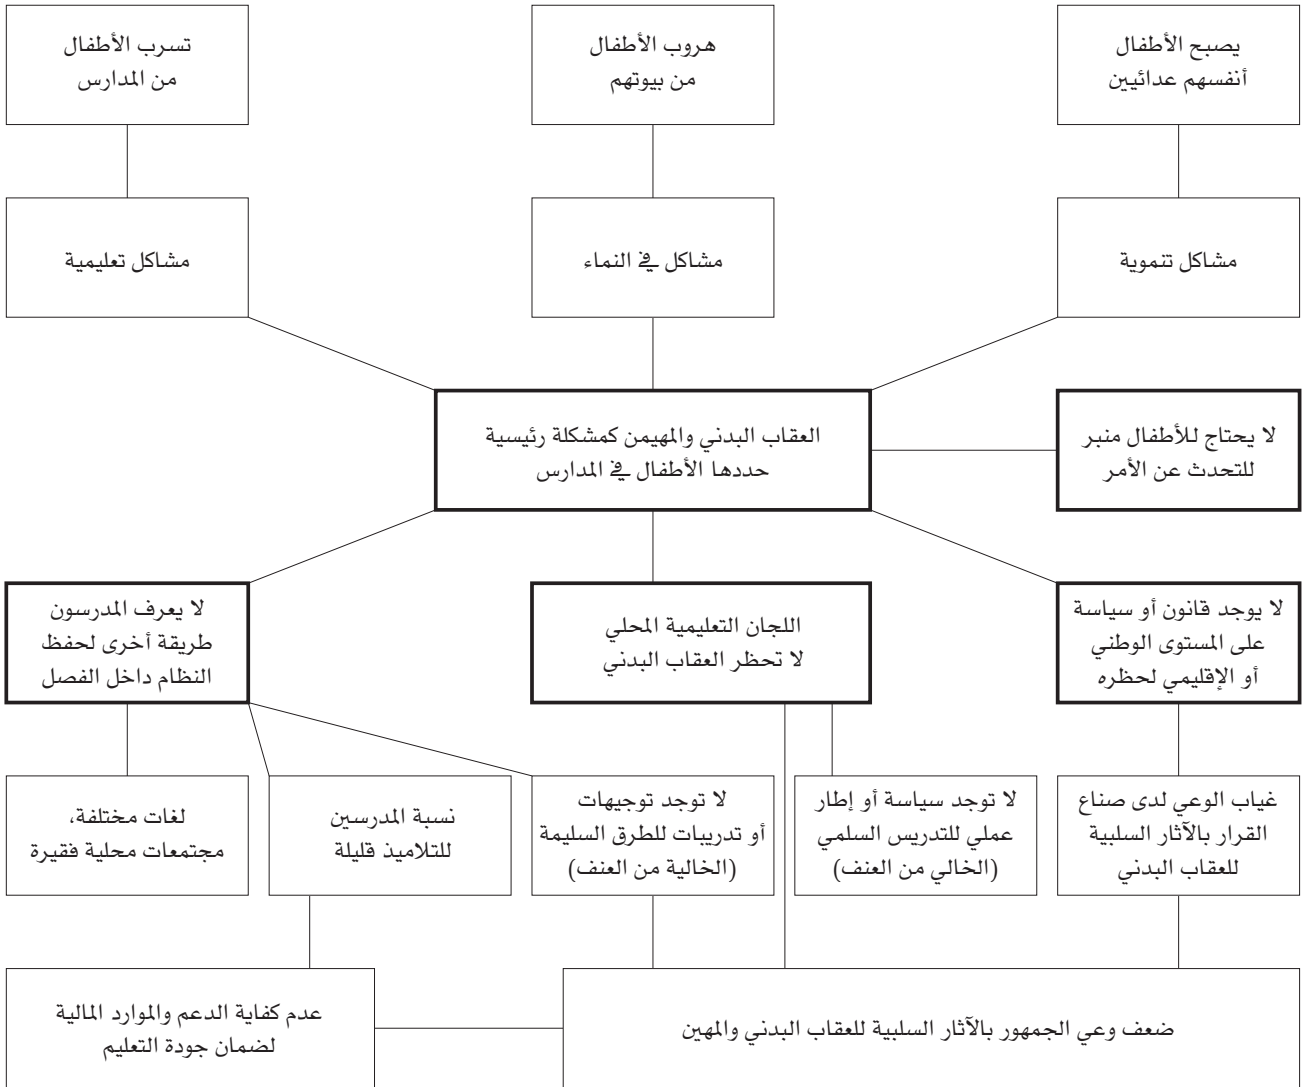 يصبح الأطفال
أنفسهم عدائيين
هروب الأطفال
من بيوتهم
تسرب الأطفال
من المدارس
مشاكل تنموية
مشاكل في النماء
مشاكل تعليمية
لا يحتاج للأطفال منبر
للتحدث عن الأمر
العقاب البدني والمهيمن كمشكلة رئيسية
حددها الأطفال في المدارس
لا يوجد قانون أو سياسة
على المستوى الوطني
أو الإقليمي لحظره
اللجان التعليمية المحلي
لا تحظر العقاب البدني
لا يعرف المدرسون
طريقة أخرى لحفظ
النظام داخل الفصل
غياب الوعي لدى صناع
القرار بالآثار السلبية
للعقاب البدني
لا توجد سياسة أو إطار
عملي للتدريس السلمي
(الخالي من العنف)
لا توجد توجيهات
أو تدريبات للطرق السليمة
(الخالية من العنف)
نسبة المدرسين
للتلاميذ قليلة
لغات مختلفة،
مجتمعات محلية فقيرة
ضعف وعي الجمهور بالآثار السلبية للعقاب البدني والمهين
عدم كفاية الدعم والموارد المالية
لضمان جودة التعليم